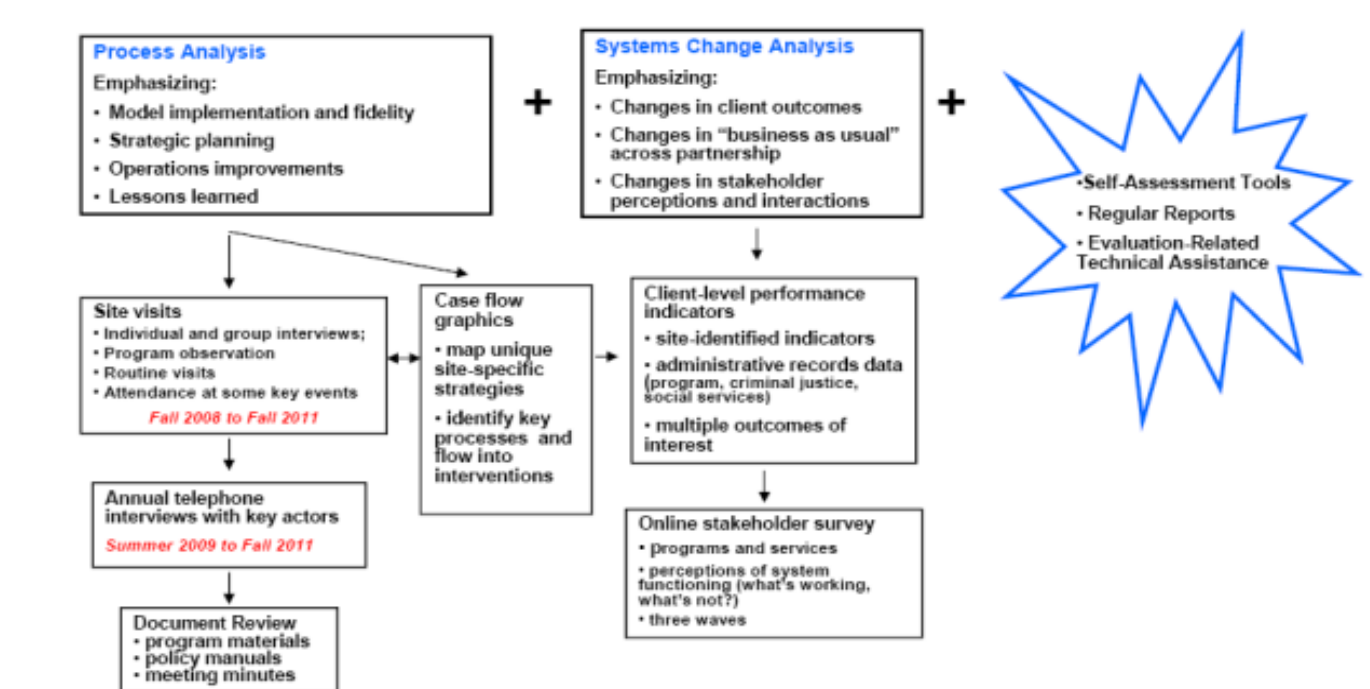 Process Analysis
Emphasizing:
• Model implementation and fidelity
• Strategic planning
• Operations improvements
• Lessons learned
+
Systems Change Analysis
Emphasizing:
• Changes in client outcomes
• Changes in “business as usual”
across partnership
• Changes in stakeholder
perceptions and interactions
+
•Self-Assessment Tools
• Regular Reports
• Evaluation-Related
Technical Assistance
Site visits
• Individual and group interviews;
• Program observation
• Routine visits
• Attendance at some key events
Fall 2008 to Fall 2011
Case flow
graphics
• map unique
site-specific
strategies
• identify key
processes and
flow into
interventions
Client-level performance
indicators
• site-identified indicators
• administrative records data
(program, criminal justice,
social services)
• multiple outcomes of
interest
Annual telephone
interviews with key actors
Summer 2009 to Fall 2011
Online stakeholder survey
• programs and services
• perceptions of system
functioning (what's working,
what's not?)
• three waves
Document Review
• program materials
• policy manuals
• meeting minutes